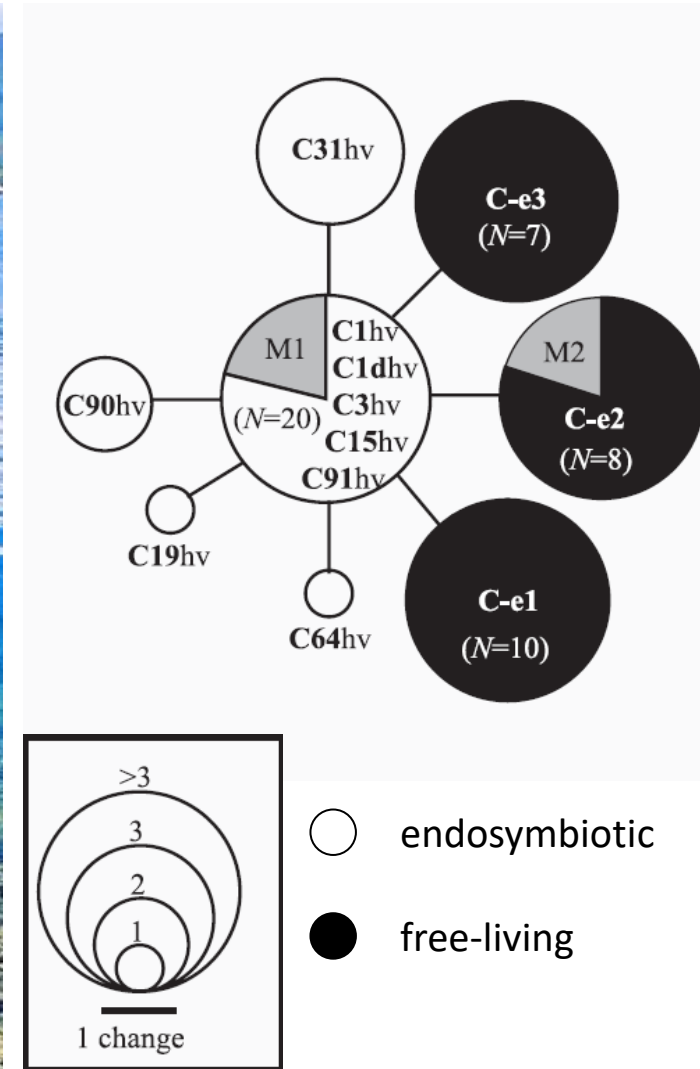 C31hv
C-e3
(N=7)
M1
C1hv
C1dhv
C3hv
C15hv
C91hv
(N=20)
M2
C-e2
(N=8)
C90hv
C19hv
C64hv
C-e1
(N=10)
>3
3
2
1
1 change
endosymbiotic
free-living